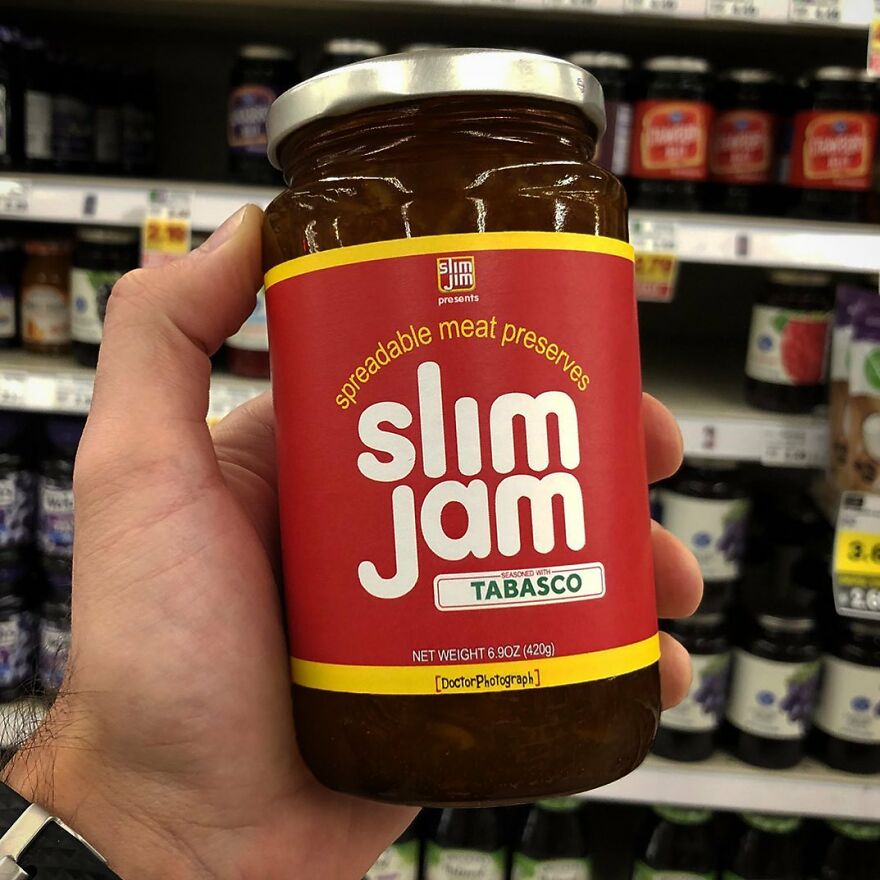 slim
jim
presents
spreadable meat preserves
slim
jam
SEASONED WITH
TABASCO
NET WEIGHT 6.9OZ (420g)
[DoctorPhotograph]